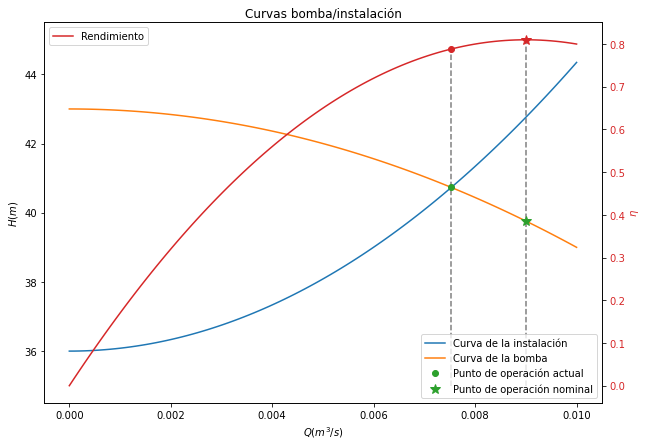 Curvas bomba/instalación
Rendimiento
H(m)
44
42
40
38
36
0.8
0.7
0.6
0.5
0.4
0.3
0.2
0.1
0.0
η
Curva de la instalación
Curva de la bomba
Punto de operación actual
Punto de operación nominal
0.000 0.002 0.004 0.006 0.008 0.010
Q(m³/s)